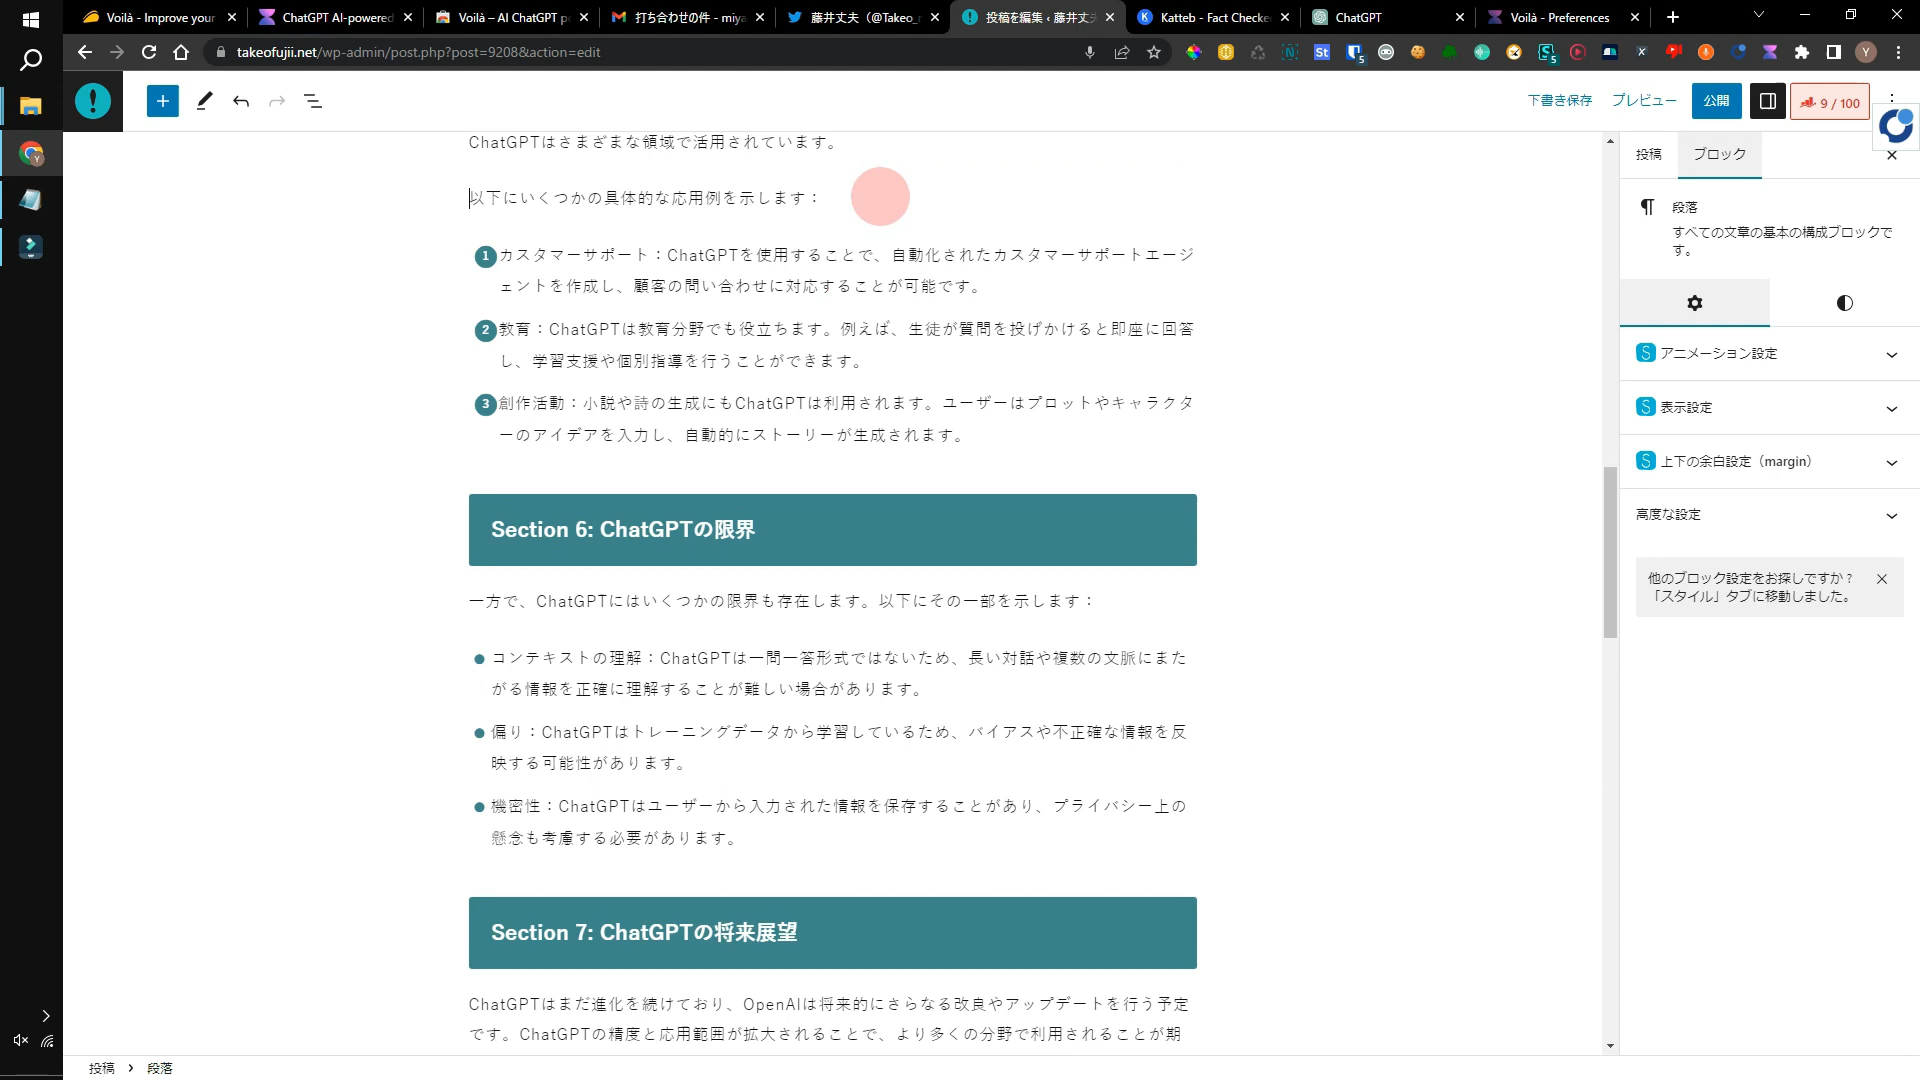 Voilà - Improve your
ChatGPT AI-powered
Voilà – AI ChatGPT p
打ち合わせの件 - miya
藤井丈夫（@Takeo_
投稿を編集 ‹ 藤井丈
Katteb - Fact Checke
ChatGPT
Voilà - Preferences
takeofujii.net/wp-admin/post.php?post=9208&action=edit
下書き保存
プレビュー
公開
9 / 100
ChatGPTはさまざまな領域で活用されています。
以下にいくつかの具体的な応用例を示します：
1 カスタマーサポート：ChatGPTを使用することで、自動化されたカスタマーサポートエージ
ェントを作成し、顧客の問い合わせに対応することが可能です。
2 教育：ChatGPTは教育分野でも役立ちます。例えば、生徒が質問を投げかけると即座に回答
し、学習支援や個別指導を行うことができます。
3 創作活動：小説や詩の生成にもChatGPTは利用されます。ユーザーはプロットやキャラクタ
ーのアイデアを入力し、自動的にストーリーが生成されます。
Section 6: ChatGPTの限界
一方で、ChatGPTにはいくつかの限界も存在します。以下にその一部を示します：
コンテキストの理解：ChatGPTは一問一答形式ではないため、長い対話や複数の文脈にまた
がる情報を正確に理解することが難しい場合があります。
偏り：ChatGPTはトレーニングデータから学習しているため、バイアスや不正確な情報を反
映する可能性があります。
機密性：ChatGPTはユーザーから入力された情報を保存することがあり、プライバシー上の
懸念も考慮する必要があります。
Section 7: ChatGPTの将来展望
ChatGPTはまだ進化を続けており、OpenAIは将来的にさらなる改良やアップデートを行う予定
です。ChatGPTの精度と応用範囲が拡大されることで、より多くの分野で利用されることが期
投稿
ブロック
段落
すべての文章の基本の構成ブロックで
す。
アニメーション設定
表示設定
上下の余白設定（margin）
高度な設定
他のブロック設定をお探しですか ?
「スタイル」タブに移動しました。
投稿 › 段落